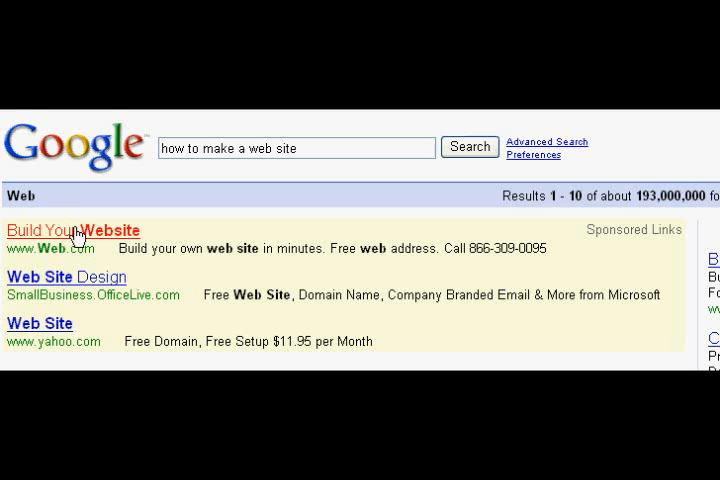 Google
how to make a web site
Search
Advanced Search
Preferences
Web
Results 1 - 10 of about 193,000,000 fo
Build Your Website
Sponsored Links
www.Web.com Build your own web site in minutes. Free web address. Call 866-309-0095
Web Site Design
SmallBusiness.OfficeLive.com Free Web Site, Domain Name, Company Branded Email & More from Microsoft
Web Site
www.yahoo.com Free Domain, Free Setup $11.95 per Month